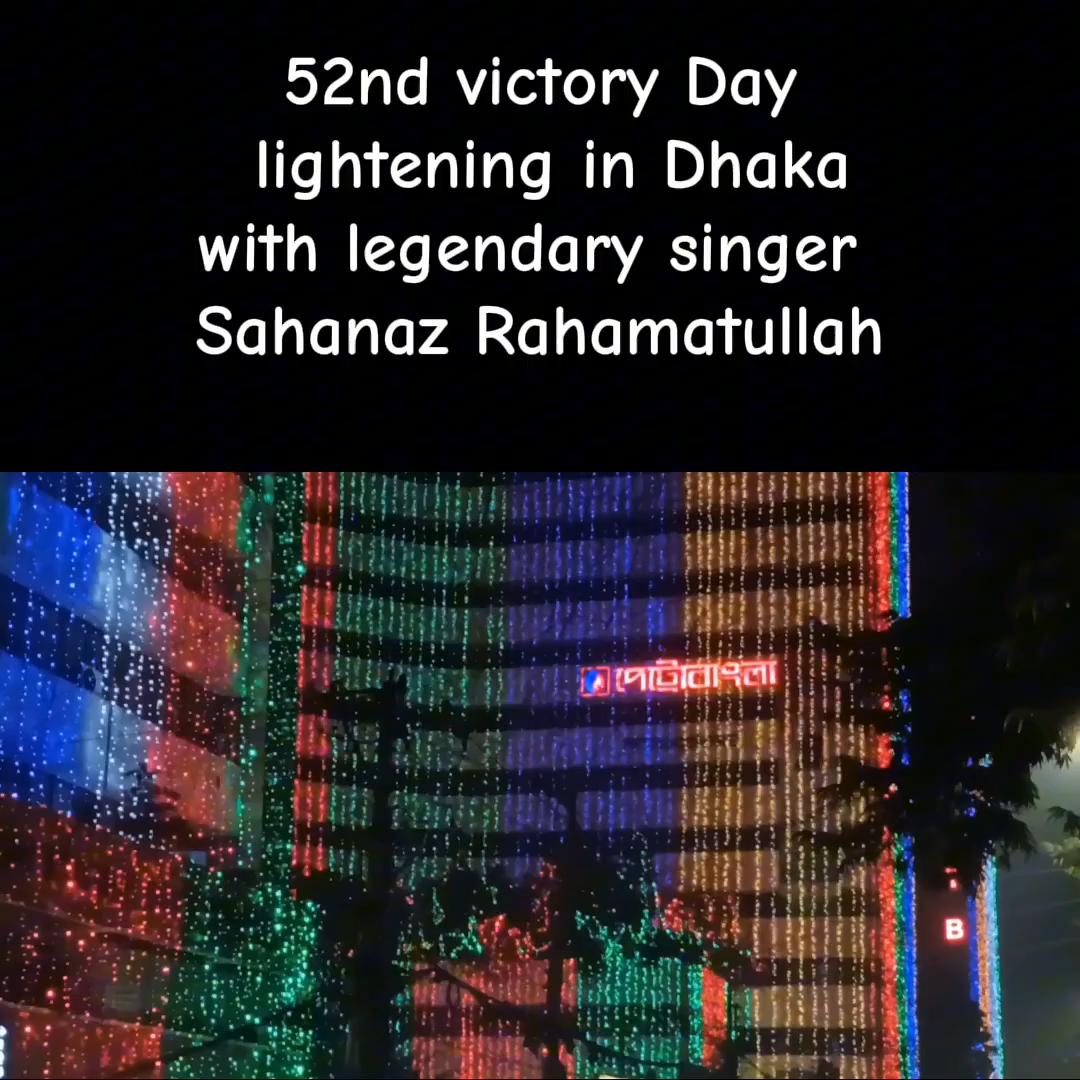 52nd victory Day
lightening in Dhaka
with legendary singer
Sahanaz Rahamatullah
পেট্রোবাংলা
B